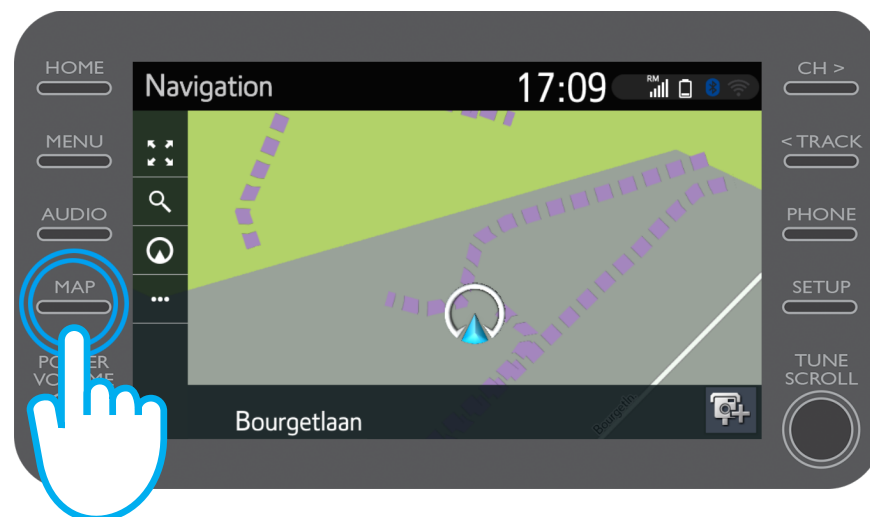 HOME
MENU
AUDIO
MAP
Navigation
17:09
RM
Bourgetlaan
CH >
< TRACK
PHONE
SETUP
TUNE
SCROLL